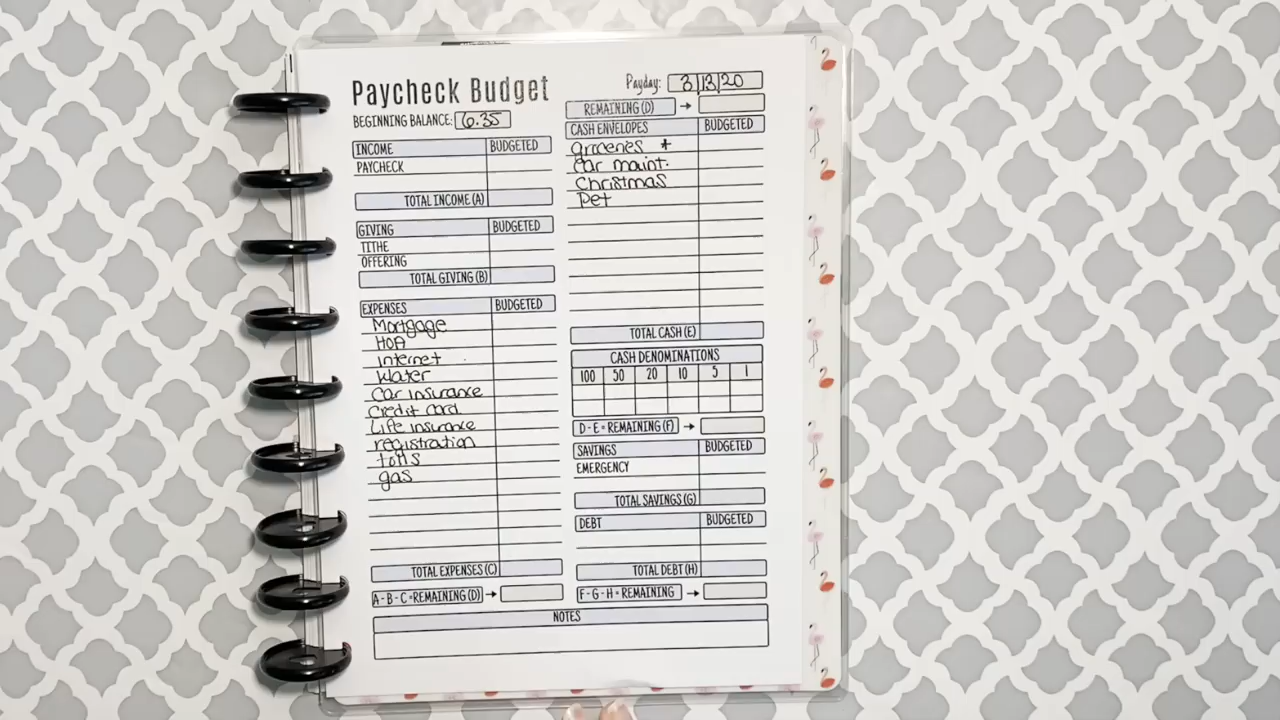 Paycheck Budget
BEGINNING BALANCE: 6.35
INCOME BUDGETED
PAYCHECK
TOTAL INCOME (A)
GIVING BUDGETED
TITHE
OFFERING
TOTAL GIVING (B)
EXPENSES BUDGETED
Mortgage
HOA
internet
Water
Car insurance
Credit card
Life insurance
registration
tolls
gas
TOTAL EXPENSES (C)
A - B - C = REMAINING (D) →
Payday: 3/13/20
REMAINING (D) →
CASH ENVELOPES BUDGETED
groceries *
Car maint.
Christmas
Pet
TOTAL CASH (E)
CASH DENOMINATIONS
100 50 20 10 5 1
D - E = REMAINING (F) →
SAVINGS BUDGETED
EMERGENCY
TOTAL SAVINGS (G)
DEBT BUDGETED
TOTAL DEBT (H)
F - G - H = REMAINING →
NOTES